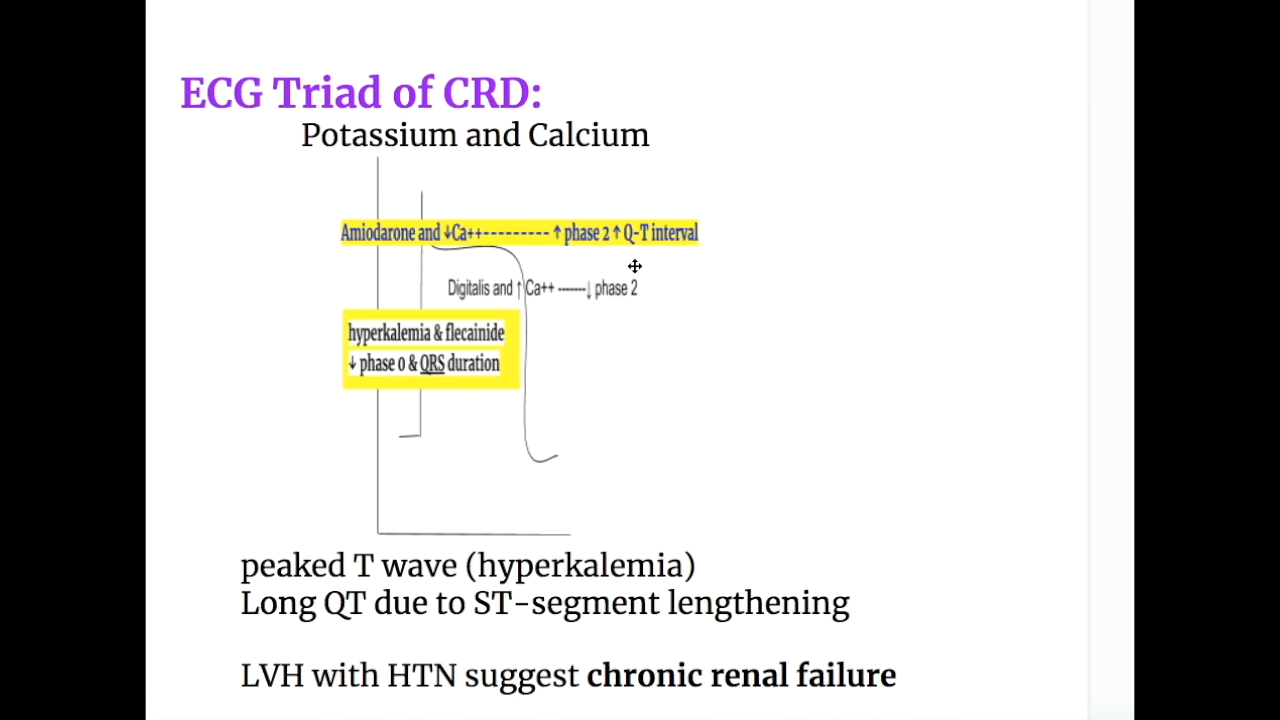 ECG Triad of CRD:
Potassium and Calcium
Amiodarone and ↓Ca++--------- ↑ phase 2 ↑ Q-T interval
Digitalis and ↑ Ca++ -------↓ phase 2
hyperkalemia & flecainide
↓ phase 0 & QRS duration
peaked T wave (hyperkalemia)
Long QT due to ST-segment lengthening
LVH with HTN suggest chronic renal failure